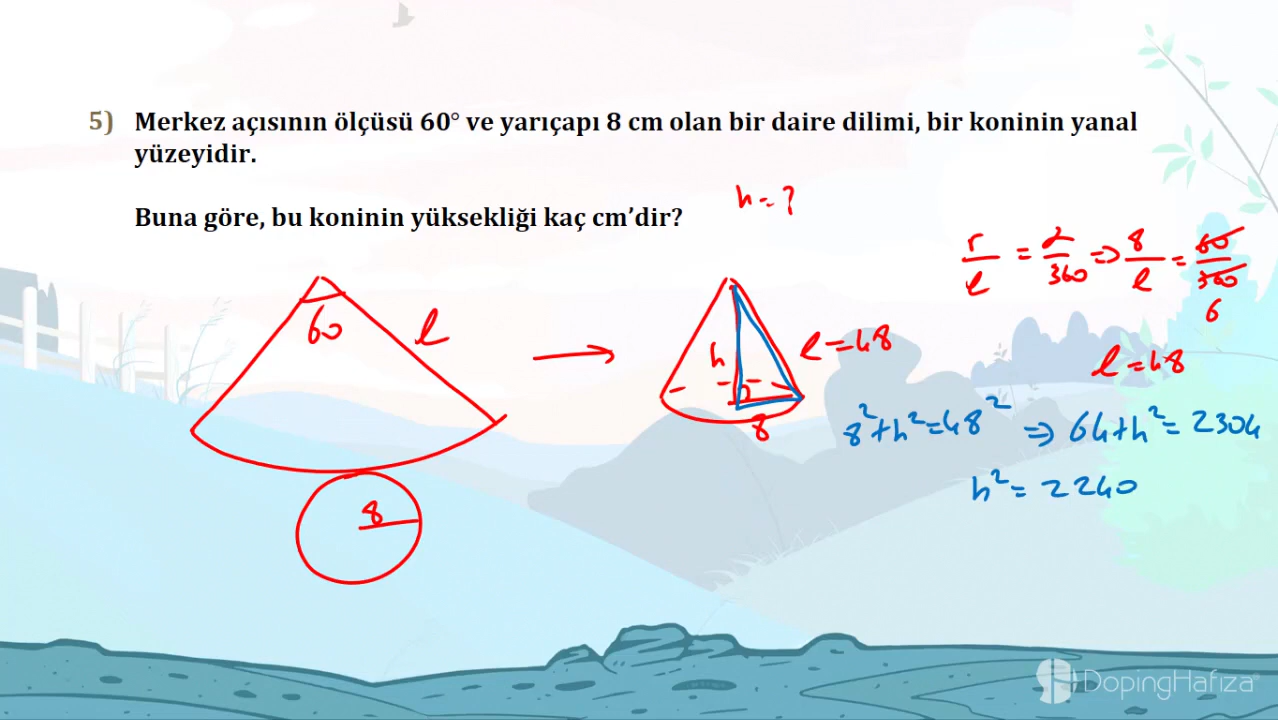 5) Merkez açısının ölçüsü 60° ve yarıçapı 8 cm olan bir daire dilimi, bir koninin yanal
yüzeyidir.
Buna göre, bu koninin yüksekliği kaç cm'dir?
h = ?
r/l = α/360 => 8/l = 60/360
6
60
l
h
l = 48
l = 48
8
8² + h² = 48² => 64 + h² = 2304
h² = 2240
8
DopingHafiza